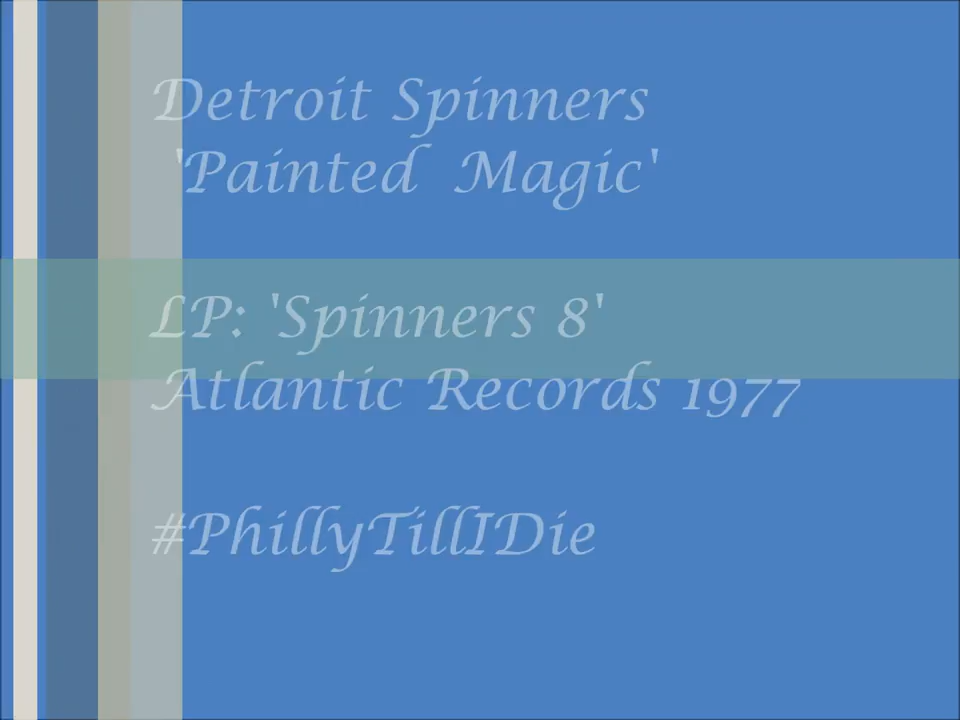 Detroit Spinners
'Painted Magic'
LP: 'Spinners 8'
Atlantic Records 1977
#PhillyTillIDie